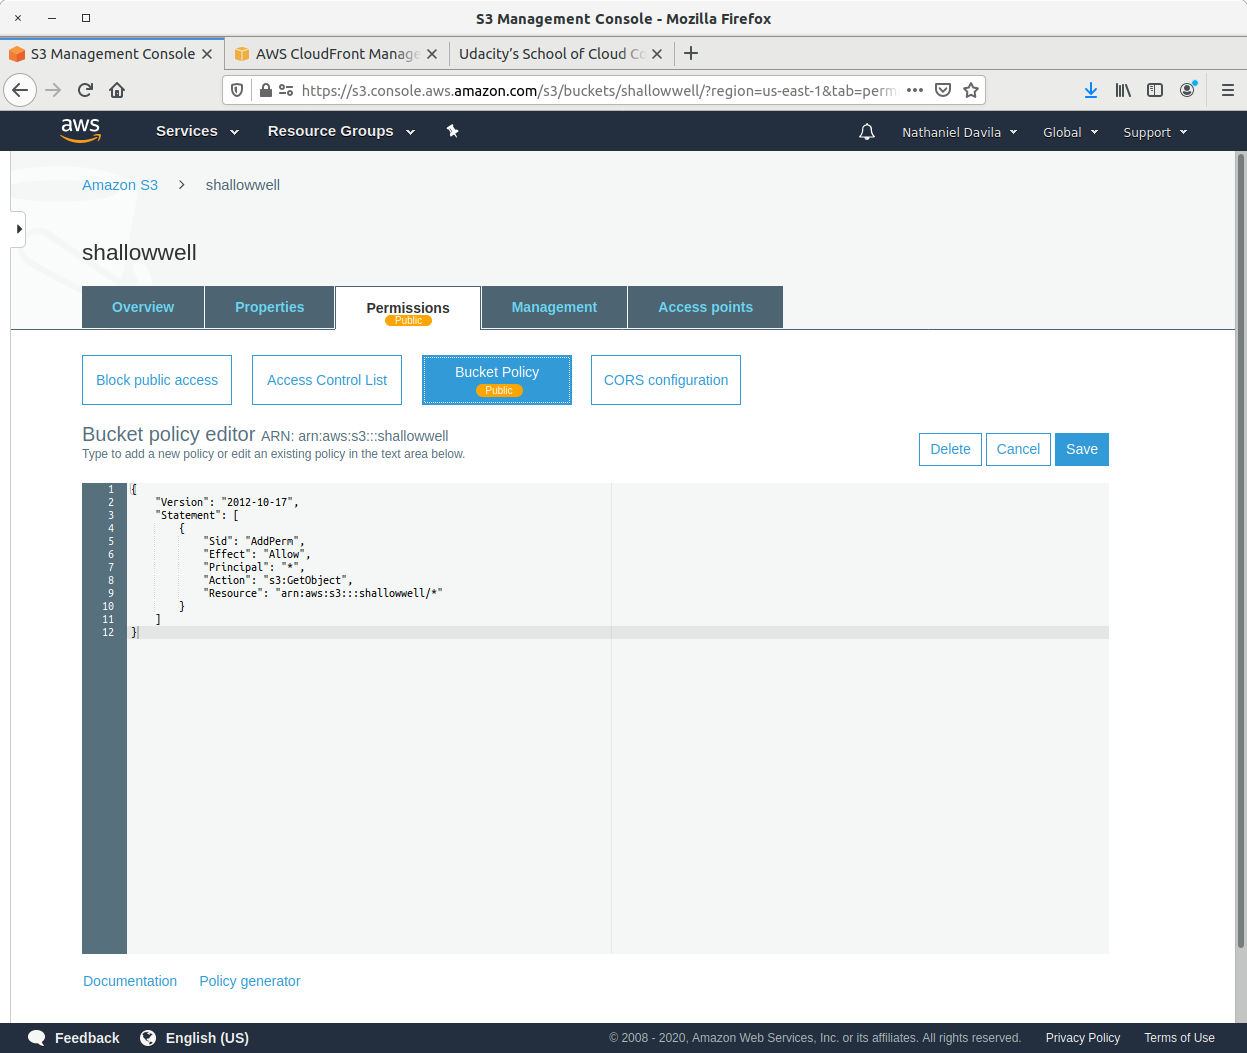 S3 Management Console - Mozilla Firefox
S3 Management Console
AWS CloudFront Manage
Udacity's School of Cloud Co
https://s3.console.aws.amazon.com/s3/buckets/shallowwell/?region=us-east-1&tab=perm
aws
Services
Resource Groups
Nathaniel Davila
Global
Support
Amazon S3
shallowwell
shallowwell
Overview
Properties
Permissions
Public
Management
Access points
Block public access
Access Control List
Bucket Policy
Public
CORS configuration
Bucket policy editor ARN: arn:aws:s3:::shallowwell
Type to add a new policy or edit an existing policy in the text area below.
Delete
Cancel
Save
1 {
2 "Version": "2012-10-17",
3 "Statement": [
4 {
5 "Sid": "AddPerm",
6 "Effect": "Allow",
7 "Principal": "*",
8 "Action": "s3:GetObject",
9 "Resource": "arn:aws:s3:::shallowwell/*"
10 }
11 ]
12 }
Documentation
Policy generator
Feedback
English (US)
© 2008 - 2020, Amazon Web Services, Inc. or its affiliates. All rights reserved.
Privacy Policy
Terms of Use